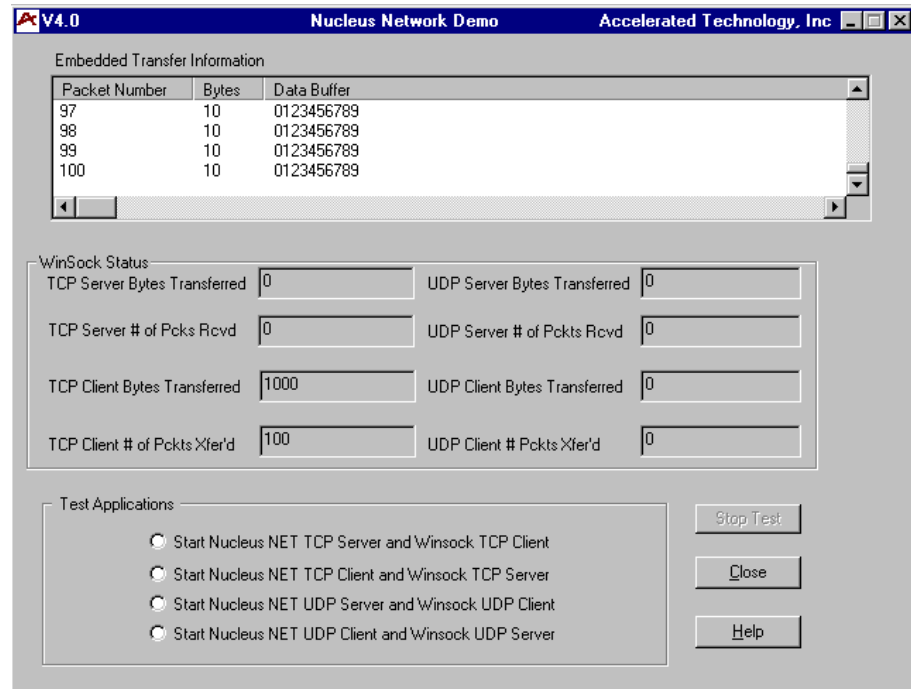 V4.0 Nucleus Network Demo Accelerated Technology, Inc
Embedded Transfer Information
Packet Number Bytes Data Buffer
97 10 0123456789
98 10 0123456789
99 10 0123456789
100 10 0123456789
WinSock Status
TCP Server Bytes Transferred 0 UDP Server Bytes Transferred 0
TCP Server # of Pcks Rcvd 0 UDP Server # of Pckts Rcvd 0
TCP Client Bytes Transferred 1000 UDP Client Bytes Transferred 0
TCP Client # of Pckts Xfer'd 100 UDP Client # Pckts Xfer'd 0
Test Applications
Stop Test
Start Nucleus NET TCP Server and Winsock TCP Client
Start Nucleus NET TCP Client and Winsock TCP Server Close
Start Nucleus NET UDP Server and Winsock UDP Client
Start Nucleus NET UDP Client and Winsock UDP Server Help